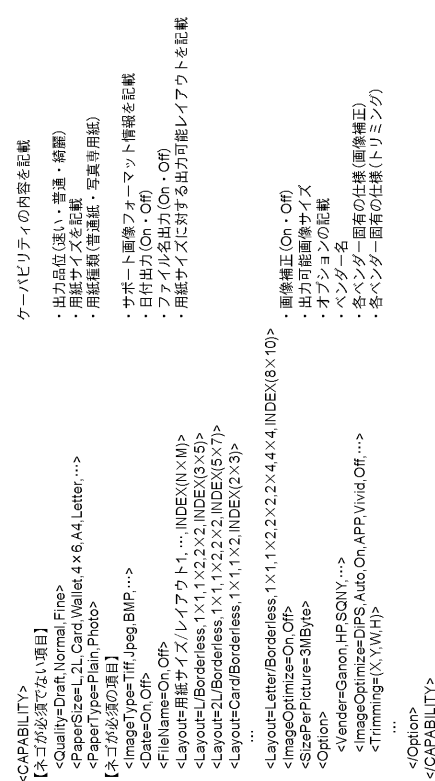 <CAPABILITY> ケーパビリティの内容を記載
【ネゴが必須でない項目】
<Quality=Draft,Normal,Fine> ・出力品位(速い・普通・綺麗)
<PaperSize=L,2L,Card,Wallet,4×6,A4,Letter,…> ・用紙サイズを記載
<PaperType=Plain,Photo> ・用紙種類(普通紙・写真専用紙)
【ネゴが必須の項目】
<ImageType=Tiff,Jpeg,BMP,…> ・サポート画像フォーマット情報を記載
<Date=On,Off> ・日付出力(On・Off)
<FileName=On,Off> ・ファイル名出力(On・Off)
<Layout=用紙サイズ/レイアウト1, …,INDEX(N×M)> ・用紙サイズに対する出力可能レイアウトを記載
<Layout=L/Borderless,1×1,1×2,2×2,INDEX(3×5)>
<Layout=2L/Borderless,1×1,1×2,2×2,INDEX(5×7)>
<Layout=Card/Borderless,1×1,1×2,INDEX(2×3)>
…
<Layout=Letter/Borderless,1×1,1×2,2×2,2×4,4×4,INDEX(8×10)>
<ImageOptimize=On,Off> ・画像補正(On・Off)
<SizePerPicture=3MByte> ・出力可能画像サイズ
<Option> ・オプションの記載
<Vender=Ganon,HP,SQNY,…> ・ベンダー名
<ImageOptimize=DiPS,Auto,On,APP,Vivid,Off,…> ・各ベンダー固有の仕様(画像補正)
<Trimming=(X,Y,W,H)> ・各ベンダー固有の仕様(トリミング)
…
</Option>
</CAPABILITY>